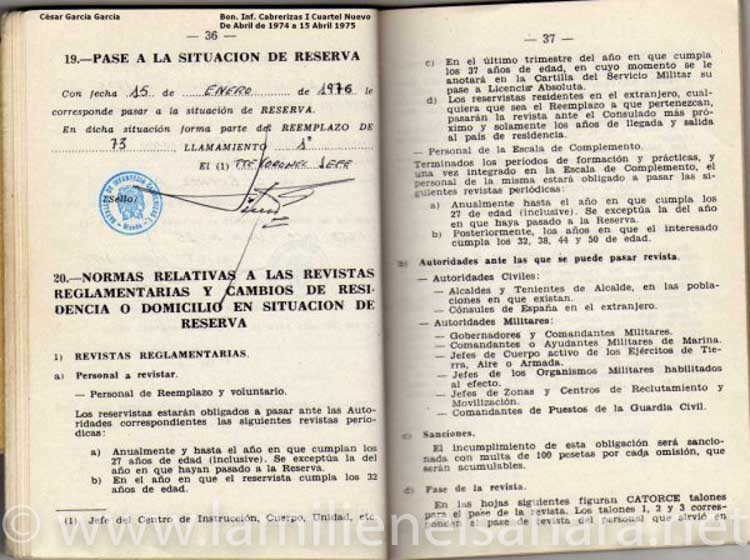 César García García
Bon. Inf. Cabrerizas I Cuartel Nuevo
De Abril de 1974 a 15 Abril 1975
— 36 —
19.—PASE A LA SITUACION DE RESERVA
Con fecha 15 de ENERO de 1976 le
corresponde pasar a la situación de RESERVA.
En dicha situación forma parte del REEMPLAZO DE
73, LLAMAMIENTO 1º
El (1) TTE CORONEL JEFE
(Sello)
20.—NORMAS RELATIVAS A LAS REVISTAS
REGLAMENTARIAS Y CAMBIOS DE RESI-
DENCIA O DOMICILIO EN SITUACION DE
RESERVA
1) REVISTAS REGLAMENTARIAS.
a) Personal a revistar.
— Personal de Reemplazo y voluntario.
Los reservistas estarán obligados a pasar ante las Auto-
ridades correspondientes las siguientes revistas perio-
dicas:
a) Anualmente y hasta el año en que cumplan los
27 años de edad (inclusive). Se exceptúa la del
año en que hayan pasado a la Reserva.
b) En el año en que el reservista cumpla los 32
años de edad.
(1) Jefe del Centro de Instrucción, Cuerpo, Unidad, etc.
— 37 —
c) En el último trimestre del año en que cumpla
los 37 años de edad, en cuyo momento se le
anotará en la Cartilla del Servicio Militar su
pase a Licencia Absoluta.
d) Los reservistas residentes en el extranjero, cual-
quiera que sea el Reemplazo a que pertenezcan,
pasarán la revista ante el Consulado más pró-
ximo y solamente los años de llegada y salida
al país de residencia.
— Personal de la Escala de Complemento.
Terminados los períodos de formación y prácticas, y
una vez integrado en la Escala de Complemento, el
personal de la misma estará obligado a pasar las si-
guientes revistas periódicas:
a) Anualmente hasta el año en que cumpla los
27 de edad (inclusive). Se exceptúa la del año
en que haya pasado a la Reserva.
b) Posteriormente, los años en que el interesado
cumpla los 32, 38, 44 y 50 de edad.
b) Autoridades ante las que se puede pasar revista.
— Autoridades Civiles:
— Alcaldes y Tenientes de Alcalde, en las pobla-
ciones en que existan.
— Cónsules de España en el extranjero.
— Autoridades Militares:
— Gobernadores y Comandantes Militares.
— Comandantes o Ayudantes Militares de Marina.
— Jefes de Cuerpo activo de los Ejércitos de Tie-
rra, Aire o Armada.
— Jefes de los Organismos Militares habilitados
al efecto.
— Jefes de Zonas y Centros de Reclutamiento y
Movilización.
— Comandantes de Puestos de la Guardia Civil.
c) Sanciones.
El incumplimiento de esta obligación será sancio-
nada con multa de 100 pesetas por cada omisión, que
serán acumulables.
d) Pase de la revista.
En las hojas siguientes figuran CATORCE talones
para el pase de la revista. Los talones 1, 2 y 3 corres-
ponden al pase de revista del personal que sirvió en
© www.lamilienelsahara.net